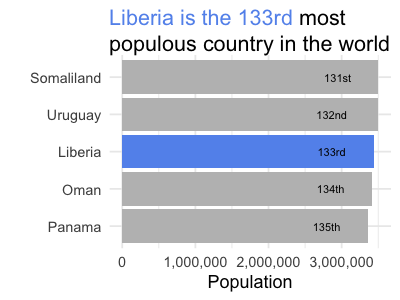 Liberia is the 133rd most
populous country in the world
Somaliland 131st
Uruguay 132nd
Liberia 133rd
Oman 134th
Panama 135th
0 1,000,000 2,000,000 3,000,000
Population